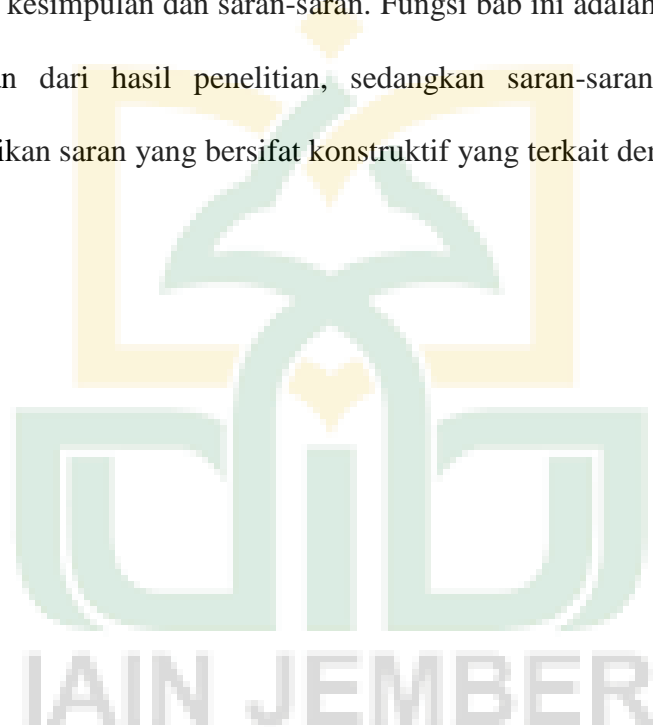 kesimpulan dan saran-saran. Fungsi bab ini adalah
dari hasil penelitian, sedangkan saran-saran
saran yang bersifat konstruktif yang terkait
IAIN JEMBER